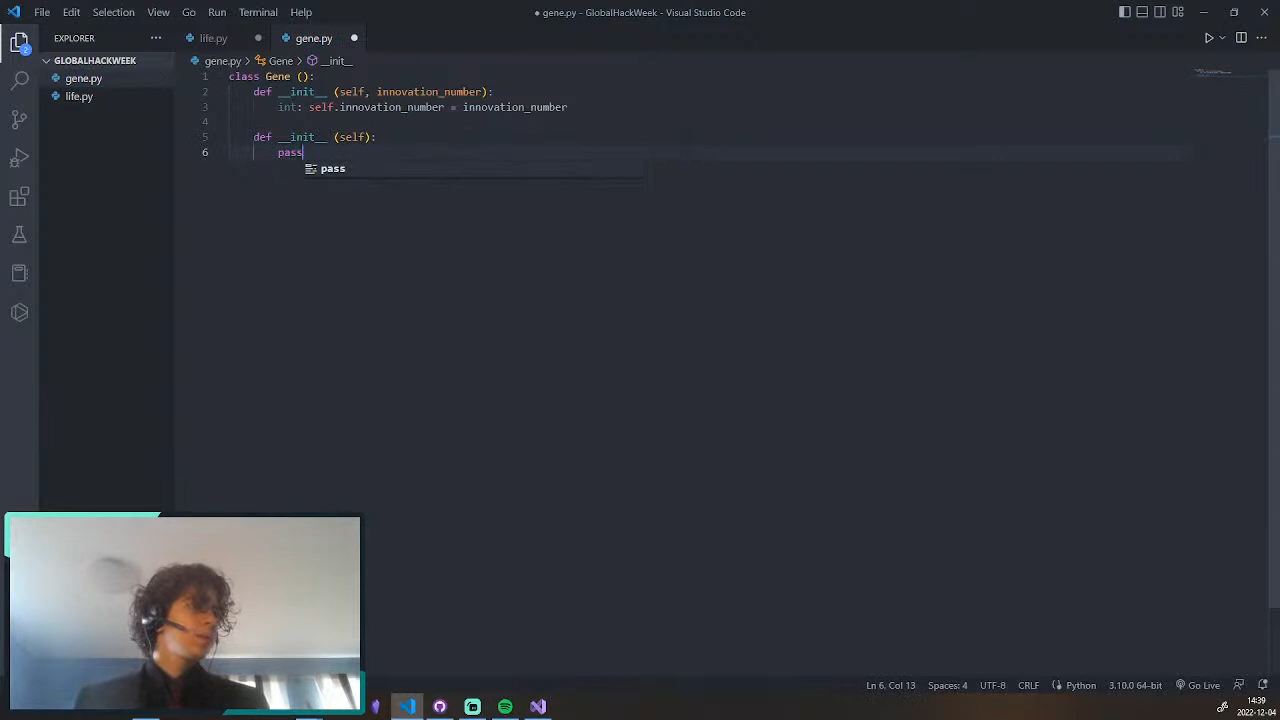 File Edit Selection View Go Run Terminal Help
gene.py - GlobalHackWeek - Visual Studio Code
EXPLORER
life.py
gene.py
GLOBALHACKWEEK
gene.py
life.py
gene.py > Gene > __init__
1 class Gene ():
2 def __init__ (self, innovation_number):
3 int: self.innovation_number = innovation_number
4
5 def __init__ (self):
6 pass
pass
2
Ln 6, Col 13 Spaces: 4 UTF-8 CRLF Python 3.10.0 64-bit Go Live
14:39
2022-12-04